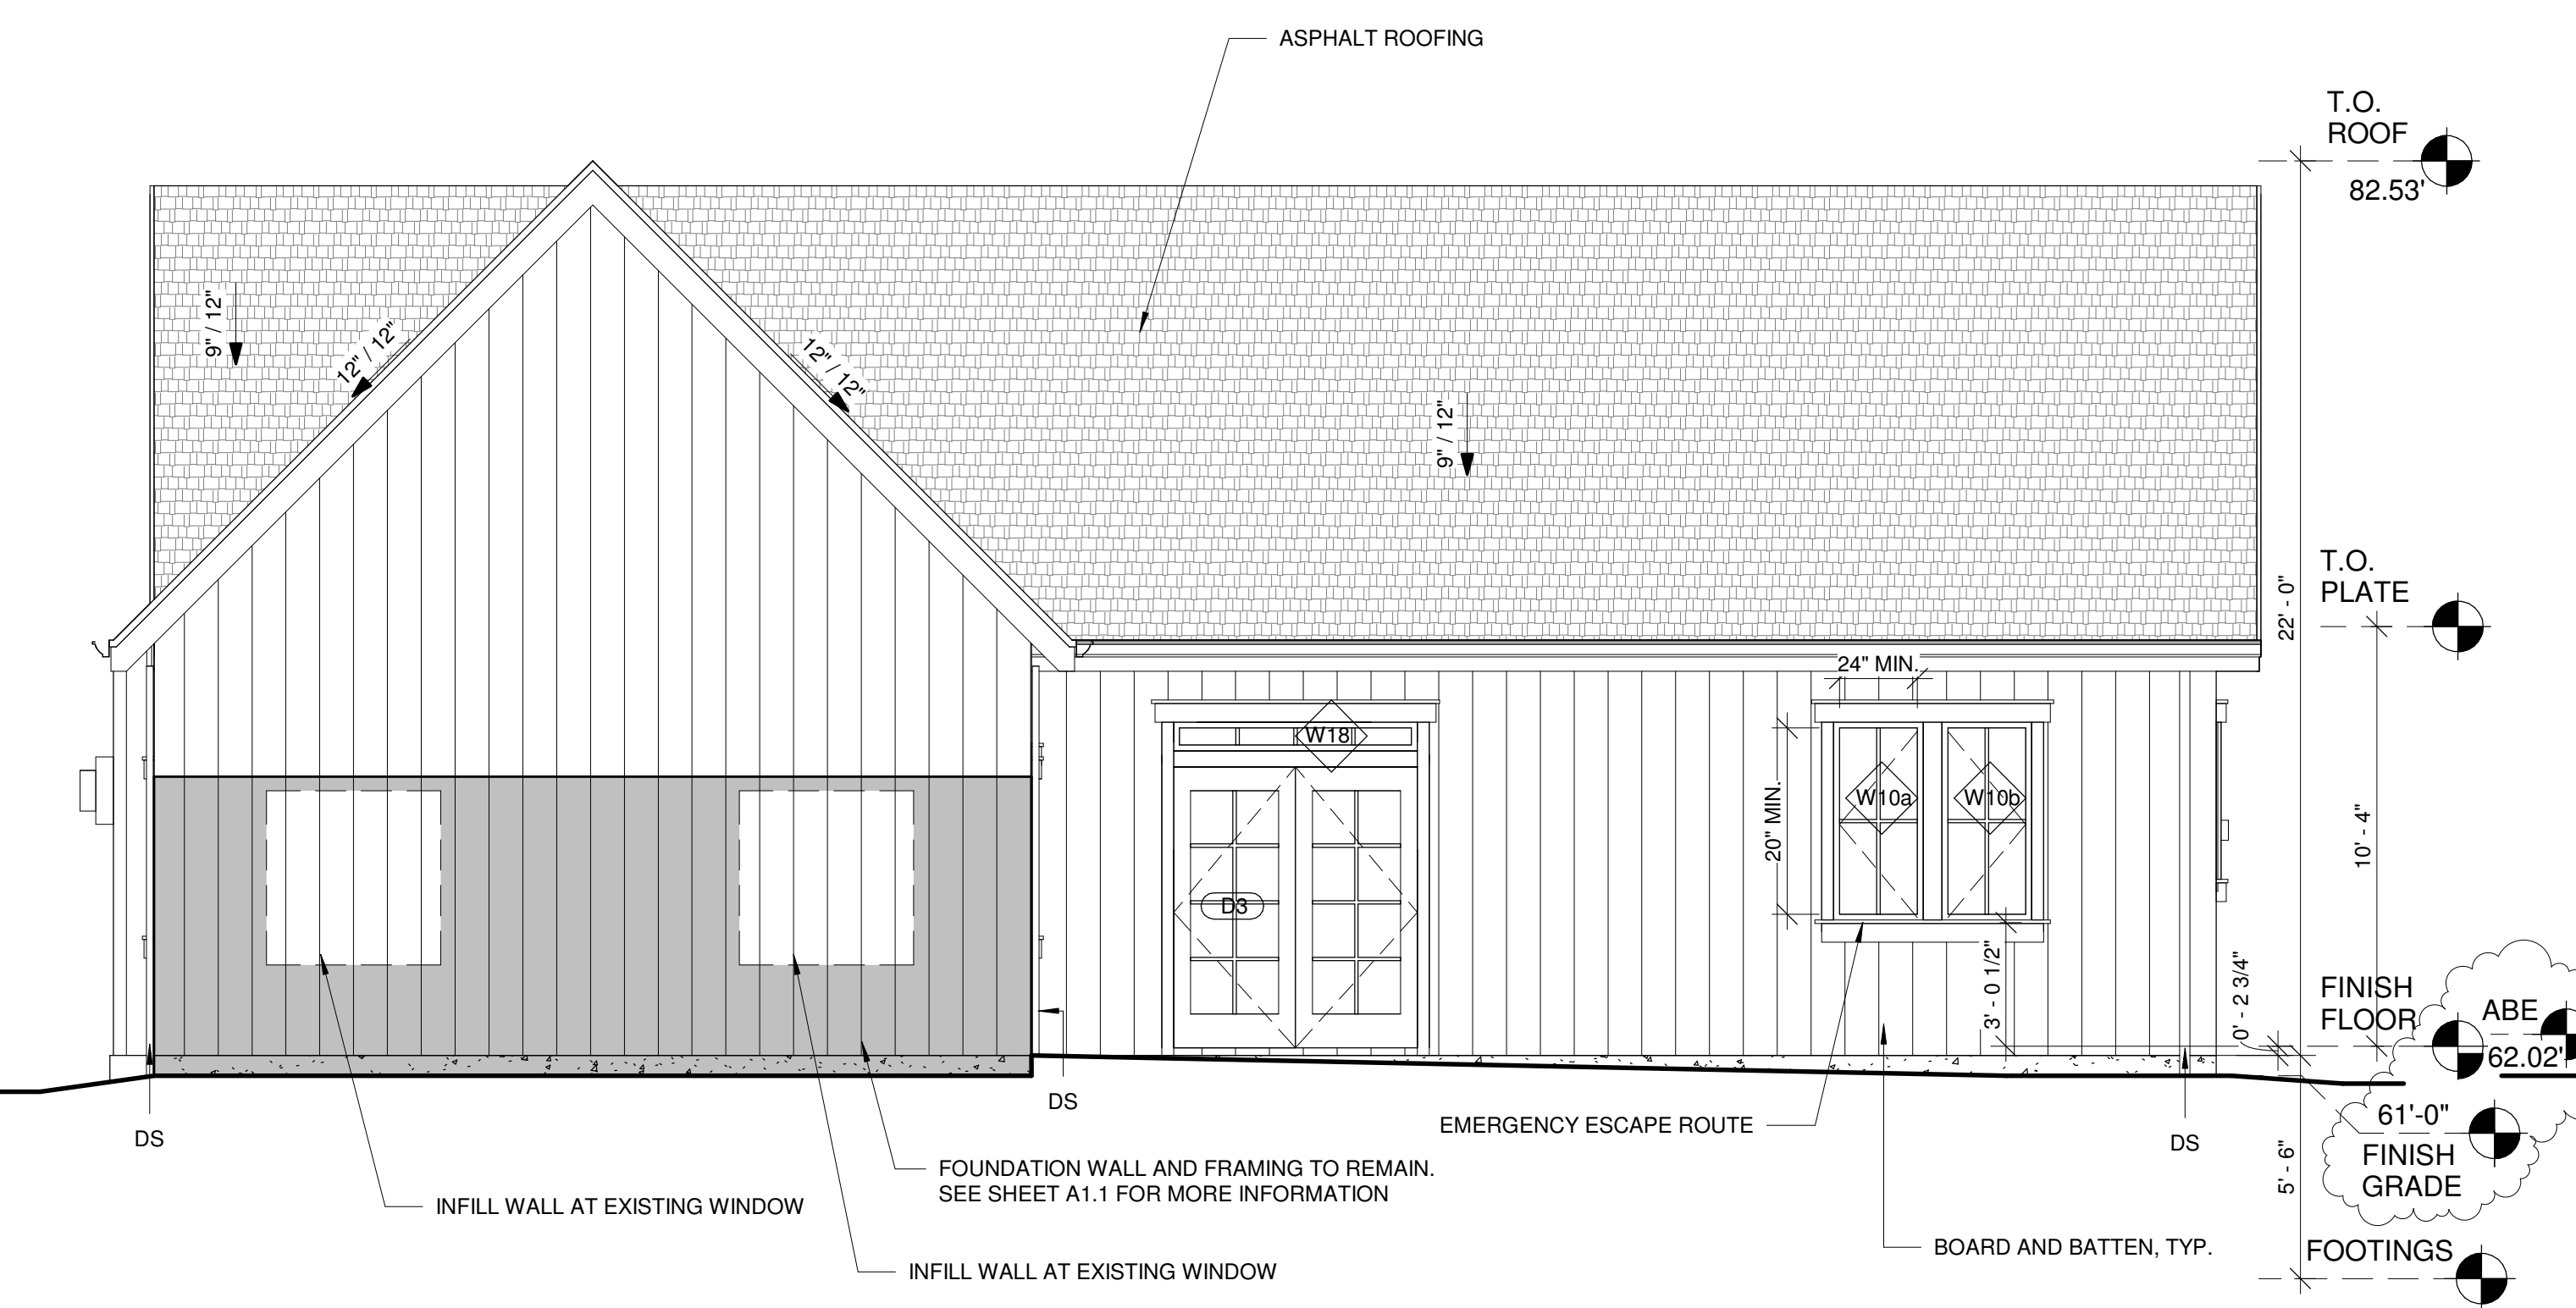 ASPHALT ROOFING
T.O.
ROOF
82.53'
9" / 12"
12" / 12"
12" / 12"
9" / 12"
T.O.
PLATE
22' - 0"
24" MIN.
W18
20" MIN.
W10a
W10b
10' - 4"
D3
3' - 0 1/2"
0' - 2 3/4"
FINISH
FLOOR
ABE
62.02'
DS
DS
DS
61'-0"
FINISH
GRADE
5' - 6"
EMERGENCY ESCAPE ROUTE
FOUNDATION WALL AND FRAMING TO REMAIN.
SEE SHEET A1.1 FOR MORE INFORMATION
INFILL WALL AT EXISTING WINDOW
INFILL WALL AT EXISTING WINDOW
BOARD AND BATTEN, TYP.
FOOTINGS